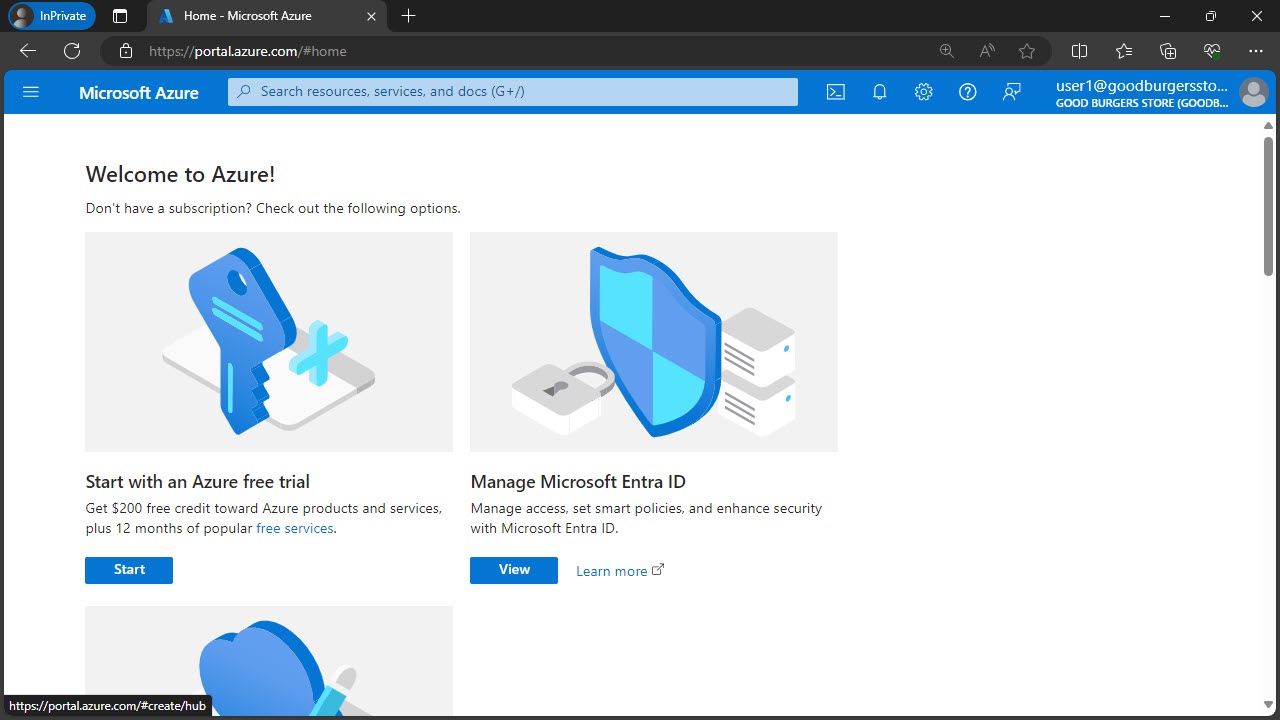 InPrivate
Home - Microsoft Azure
https://portal.azure.com/#home
Microsoft Azure
Search resources, services, and docs (G+/)
user1@goodburgerssto...
GOOD BURGERS STORE (GOODB...
Welcome to Azure!
Don't have a subscription? Check out the following options.
Start with an Azure free trial
Get $200 free credit toward Azure products and services,
plus 12 months of popular free services.
Start
Manage Microsoft Entra ID
Manage access, set smart policies, and enhance security
with Microsoft Entra ID.
View
Learn more
https://portal.azure.com/#create/hub